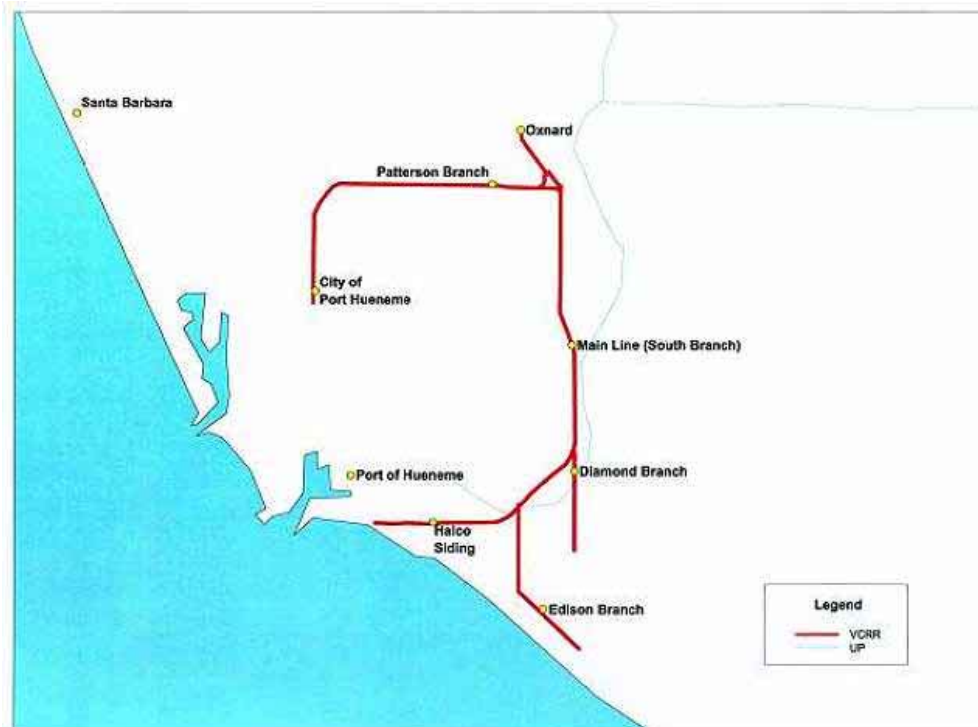 Santa Barbara
Oxnard
Patterson Branch
City of
Port Hueneme
Main Line (South Branch)
Port of Hueneme
Diamond Branch
Halco
Siding
Edison Branch
Legend
VCRR
UP